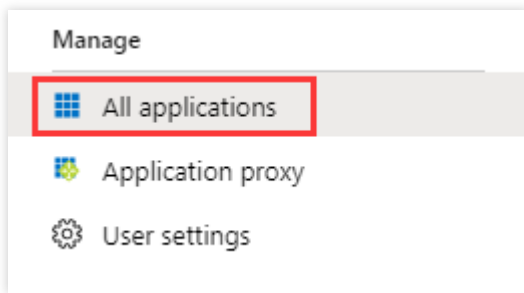 Manage
All applications
Application proxy
User settings